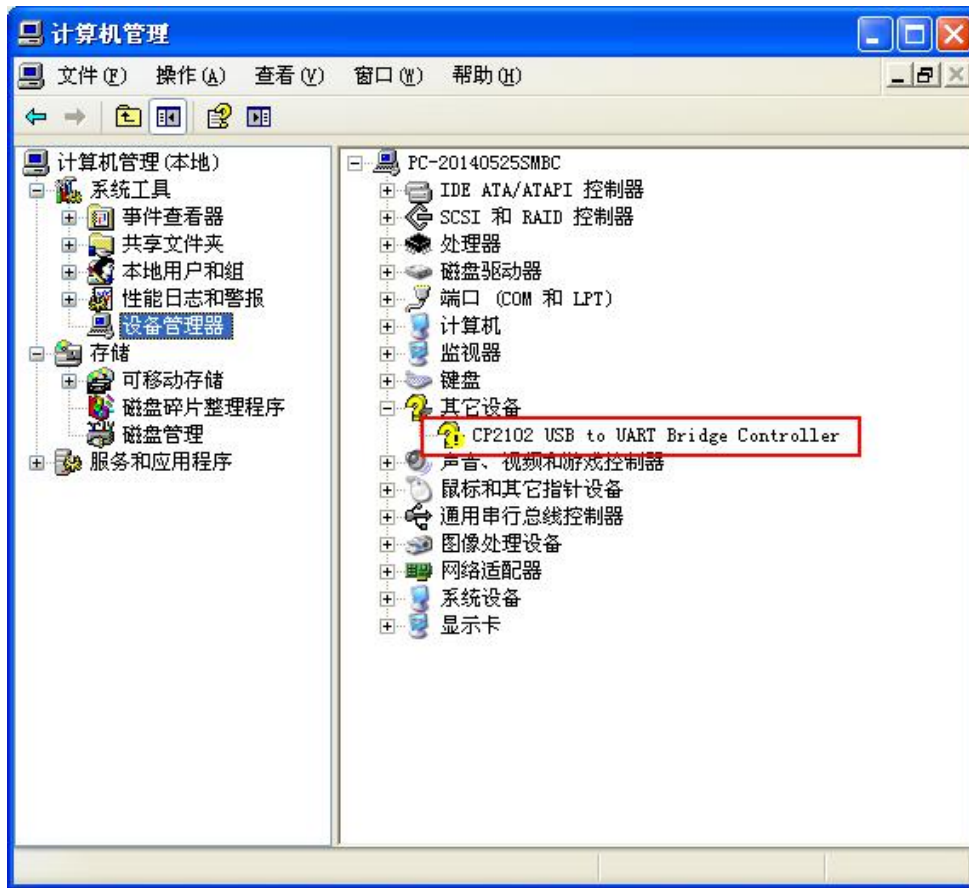 计算机管理
文件(F) 操作(A) 查看(V) 窗口(W) 帮助(H)
计算机管理(本地)
系统工具
事件查看器
共享文件夹
本地用户和组
性能日志和警报
设备管理器
存储
可移动存储
磁盘碎片整理程序
磁盘管理
服务和应用程序
PC-20140525SMBC
IDE ATA/ATAPI 控制器
SCSI 和 RAID 控制器
处理器
磁盘驱动器
端口 (COM 和 LPT)
计算机
监视器
键盘
其它设备
CP2102 USB to UART Bridge Controller
声音、视频和游戏控制器
鼠标和其它指针设备
通用串行总线控制器
图像处理设备
网络适配器
系统设备
显示卡